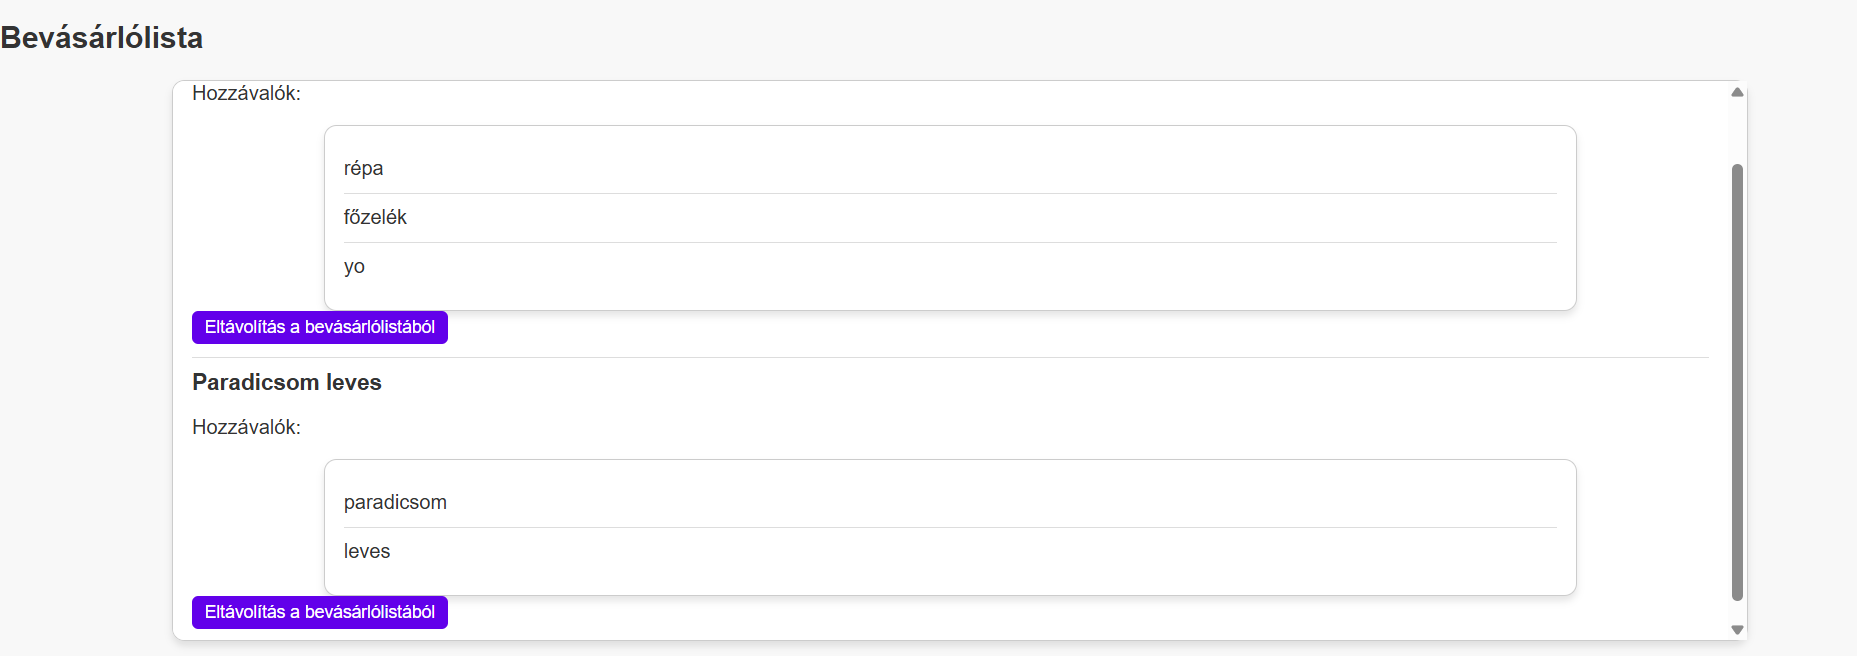 Bevásárlólista
Hozzávalók:
répa
főzelék
yo
Eltávolítás a bevásárlólistából
Paradicsom leves
Hozzávalók:
paradicsom
leves
Eltávolítás a bevásárlólistából